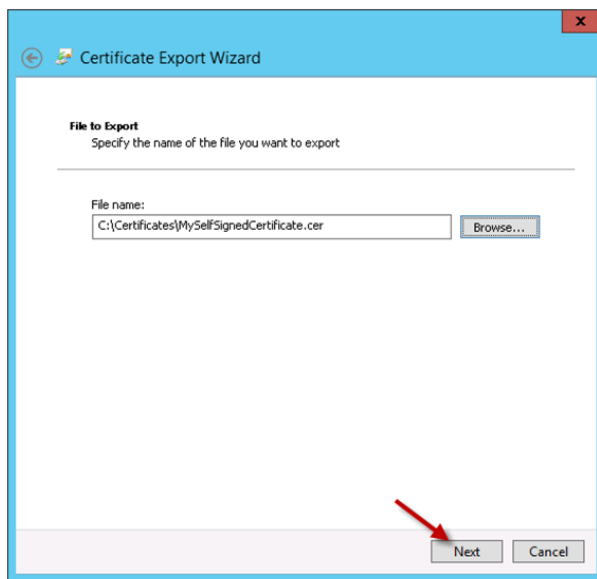 x
Certificate Export Wizard
File to Export
Specify the name of the file you want to export
File name:
C:\Certificates\MySelfSignedCertificate.cer
Browse...
Next
Cancel